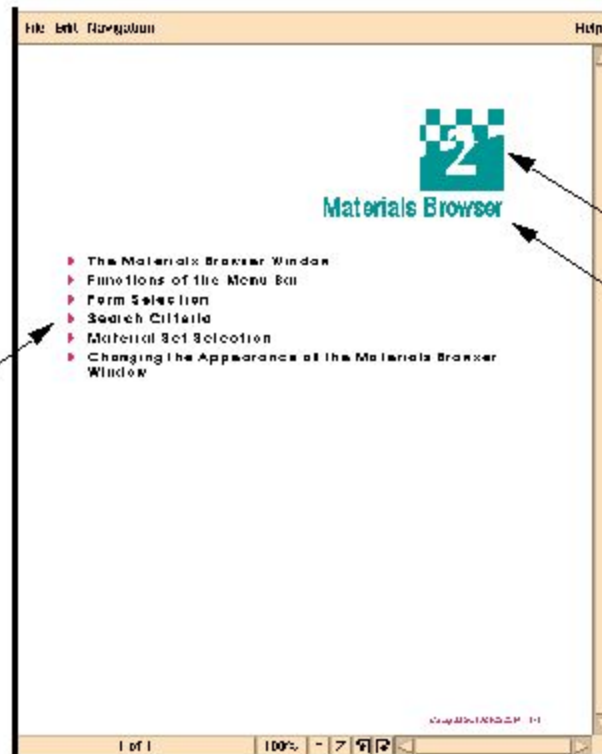 File Edit Navigation Help
2
Materials Browser
The Materials Browser Window
Functions of the Menu Bar
Form Selection
Search Criteria
Material Set Selection
Changing the Appearance of the Materials Browser
Window
1 of 1 100% - Z